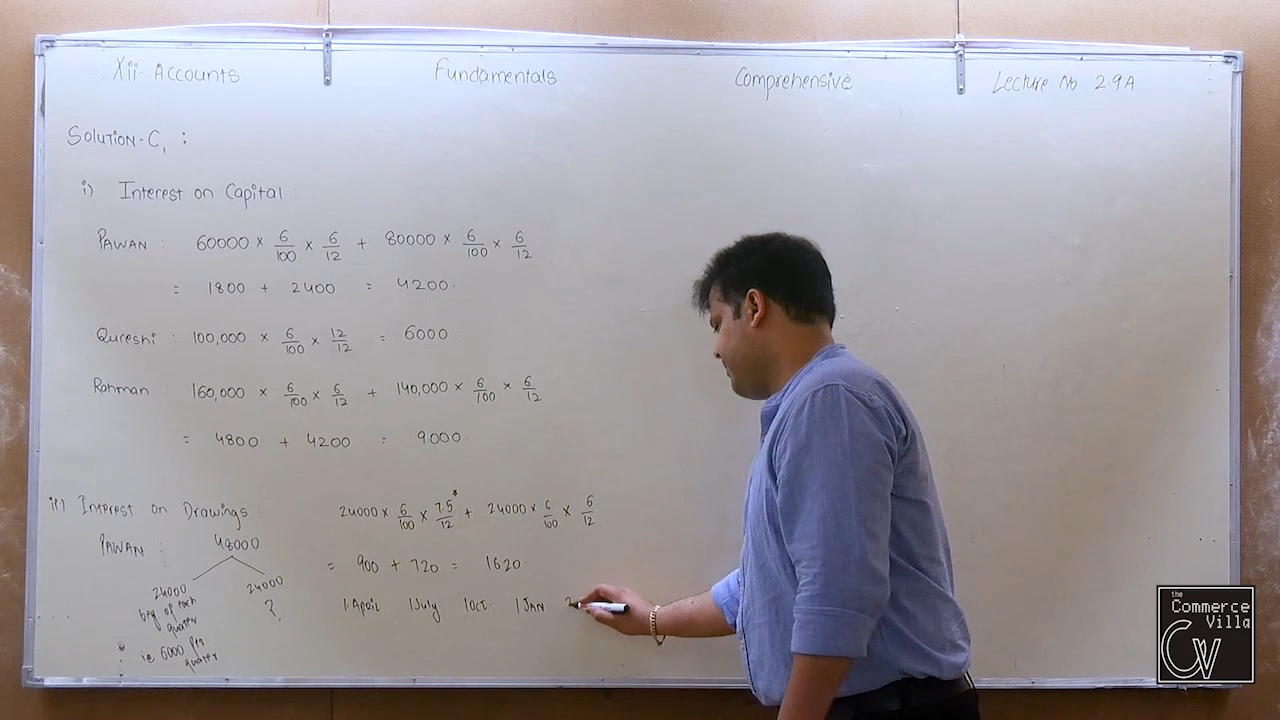 Xii. Accounts Fundamentals Comprehensive Lecture No 2.9A
Solution-C₁ :
i) Interest on Capital :
Pawan : 60000 × 6/100 × 6/12 + 80000 × 6/100 × 6/12
= 1800 + 2400 = 4200.
Qureshi : 100,000 × 6/100 × 12/12 = 6000
Rahman : 160,000 × 6/100 × 6/12 + 140,000 × 6/100 × 6/12
= 4800 + 4200 = 9000.
ii) Interest on Drawings : 24000 × 6/100 × 7.5*/12 + 24000 × 6/100 × 6/12
Pawan : 48000
= 900 + 720 = 1620.
24000 24000
beg of each
quarter
?
1 April 1 July 1 Oct. 1 Jan
ie 6000 per
quarter
the
Commerce
Villa
CV